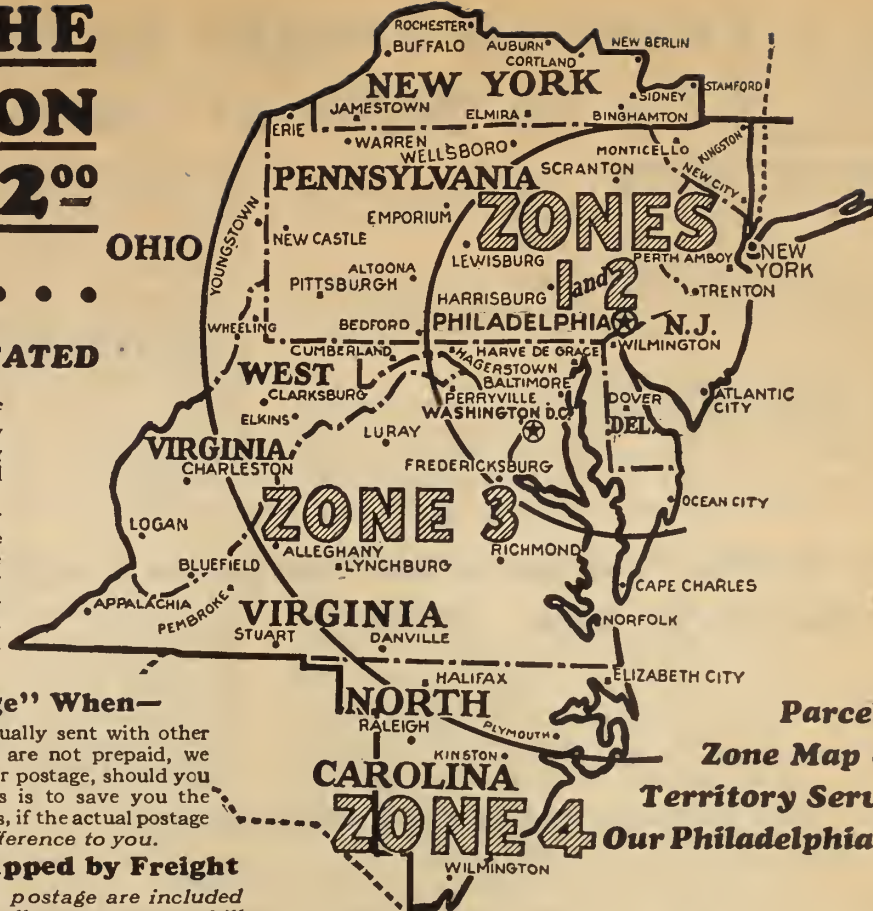 HE
ON
2⁰⁰
ATED
ROCHESTER
BUFFALO
AUBURN
CORTLAND
NEW BERLIN
NEW YORK
JAMESTOWN
ELMIRA
SIDNEY
BINGHAMTON
STAMFORD
ERIE
WARREN
WELLSBORO
MONTICELLO
KINGSTON
SCRANTON
NEW CITY
PENNSYLVANIA
ZONES
1 and 2
OHIO
YOUNGSTOWN
EMPORIUM
NEW CASTLE
LEWISBURG
PERTH AMBOY
NEW
YORK
ALTOONA
PITTSBURGH
HARRISBURG
TRENTON
WHEELING
BEDFORD
PHILADELPHIA
N.J.
WILMINGTON
CUMBERLAND
HAGERSTOWN
HARVE DE GRACE
BALTIMORE
PERRYVILLE
WASHINGTON D.C.
WEST
VIRGINIA
CLARKSBURG
ELKINS
LURAY
DOVER
DEL.
ATLANTIC
CITY
CHARLESTON
FREDERICKSBURG
ZONE 3
OCEAN CITY
LOGAN
ALLEGHANY
RICHMOND
BLUEFIELD
LYNCHBURG
CAPE CHARLES
APPALACHIA
PEMBROKE
VIRGINIA
NORFOLK
STUART
DANVILLE
HALIFAX
ELIZABETH CITY
NORTH
RALEIGH
PLYMOUTH
KINSTON
CAROLINA
ZONE 4
WILMINGTON
ge" When—
ually sent with other
are not prepaid, we
r postage, should you
s is to save you the
s, if the actual postage
fference to you.
pped by Freight
postage are included
Parce
Zone Map
Territory Serv
Our Philadelphia